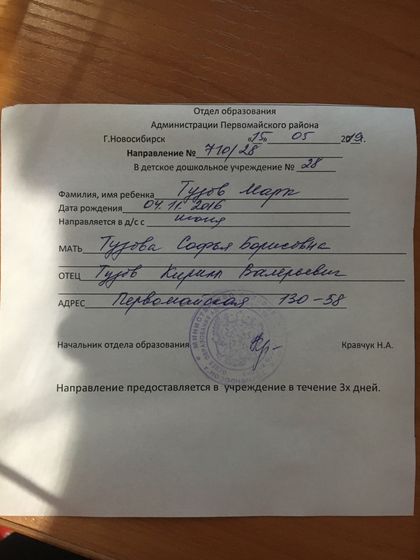 Отдел образования
Администрации Первомайского района
Г.Новосибирск «15» 05 2019.
Направление № 710/28
В детское дошкольное учреждение № 28
Фамилия, имя ребенка Тузов Марк
Дата рождения 04.11.2016
Направляется в д/с с июня
МАТЬ Тузова Софья Борисовна
ОТЕЦ Тузов Кирилл Валерьевич
АДРЕС Первомайская 130-58
Начальник отдела образования Кравчук Н.А.
Направление предоставляется в учреждение в течение 3х дней.